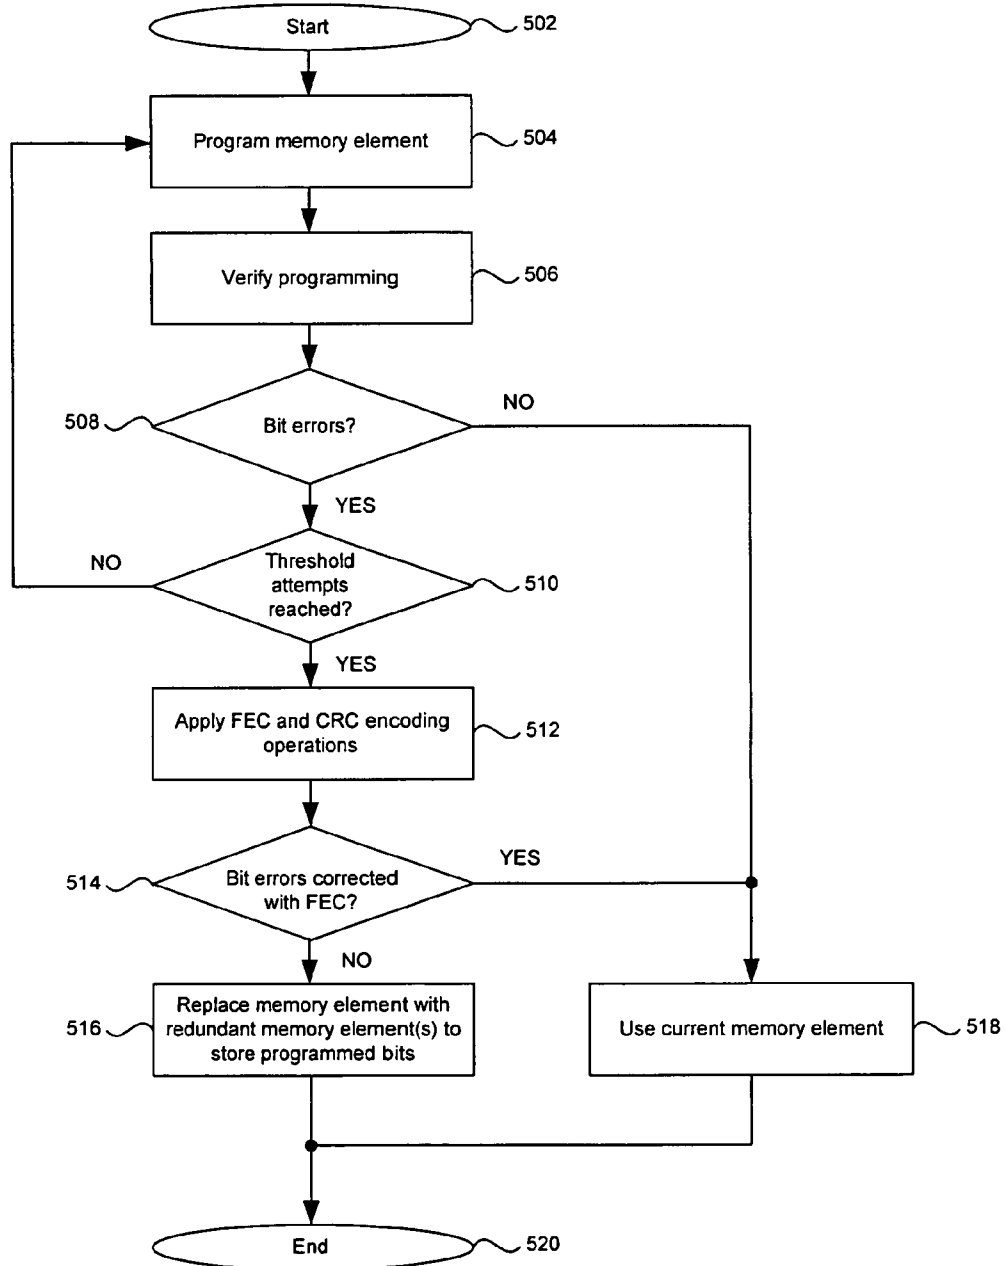 Start
502
Program memory element
504
Verify programming
506
508
Bit errors?
NO
YES
NO
Threshold
attempts
reached?
510
YES
Apply FEC and CRC encoding
operations
512
514
Bit errors corrected
with FEC?
YES
NO
516
Replace memory element with
redundant memory element(s) to
store programmed bits
Use current memory element
518
End
520